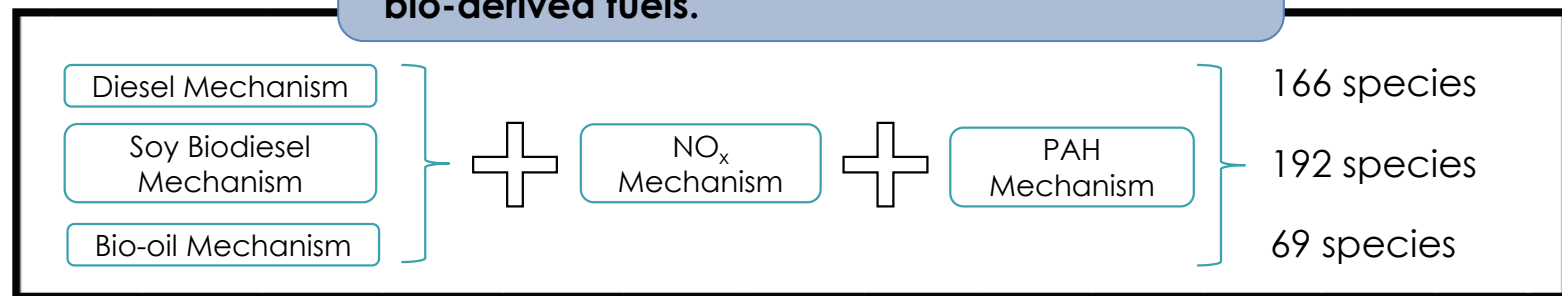 bio-derived fuels.
Diesel Mechanism
Soy Biodiesel
Mechanism
Bio-oil Mechanism
NOx
Mechanism
PAH
Mechanism
166 species
192 species
69 species